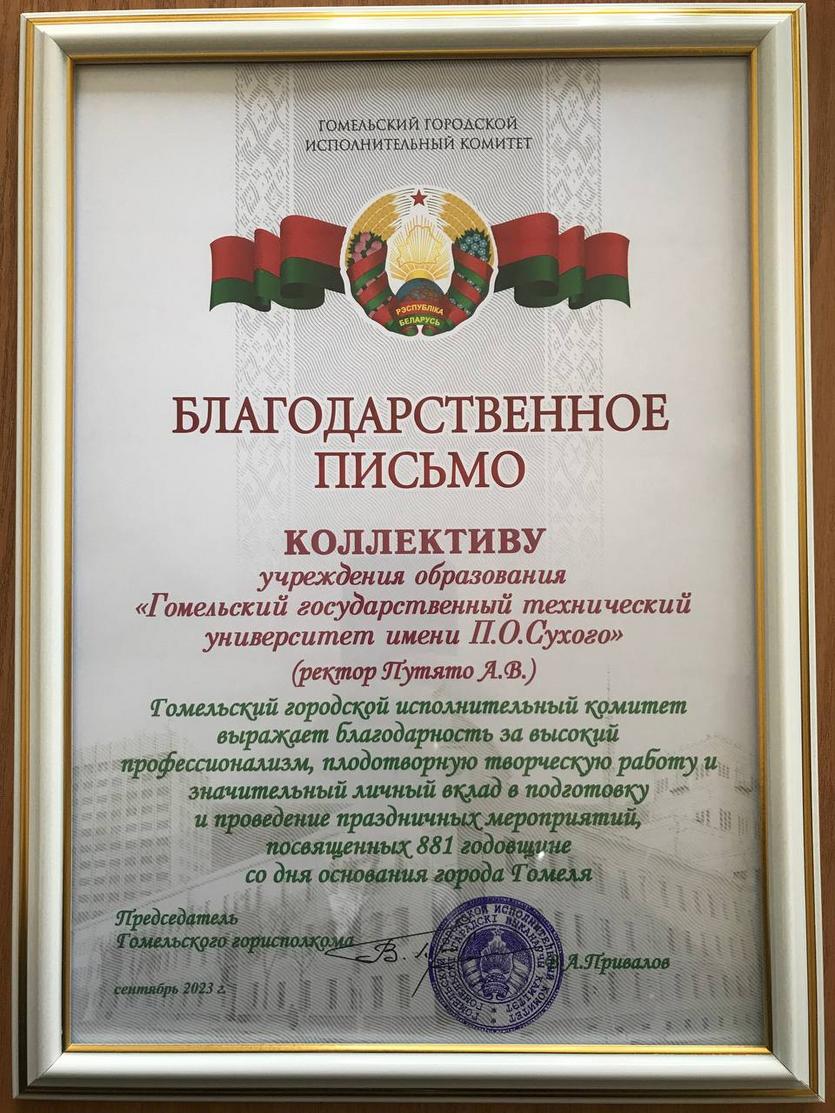 ГОМЕЛЬСКИЙ ГОРОДСКОЙ
ИСПОЛНИТЕЛЬНЫЙ КОМИТЕТ
РЭСПУБЛІКА
БЕЛАРУСЬ
БЛАГОДАРСТВЕННОЕ
ПИСЬМО
КОЛЛЕКТИВУ
учреждения образования
«Гомельский государственный технический
университет имени П.О.Сухого»
(ректор Путято А.В.)
Гомельский городской исполнительный комитет
выражает благодарность за высокий
профессионализм, плодотворную творческую работу и
значительный личный вклад в подготовку
и проведение праздничных мероприятий,
посвященных 881 годовщине
со дня основания города Гомеля
Председатель
Гомельского горисполкома
А.Привалов
сентябрь 2023 г.